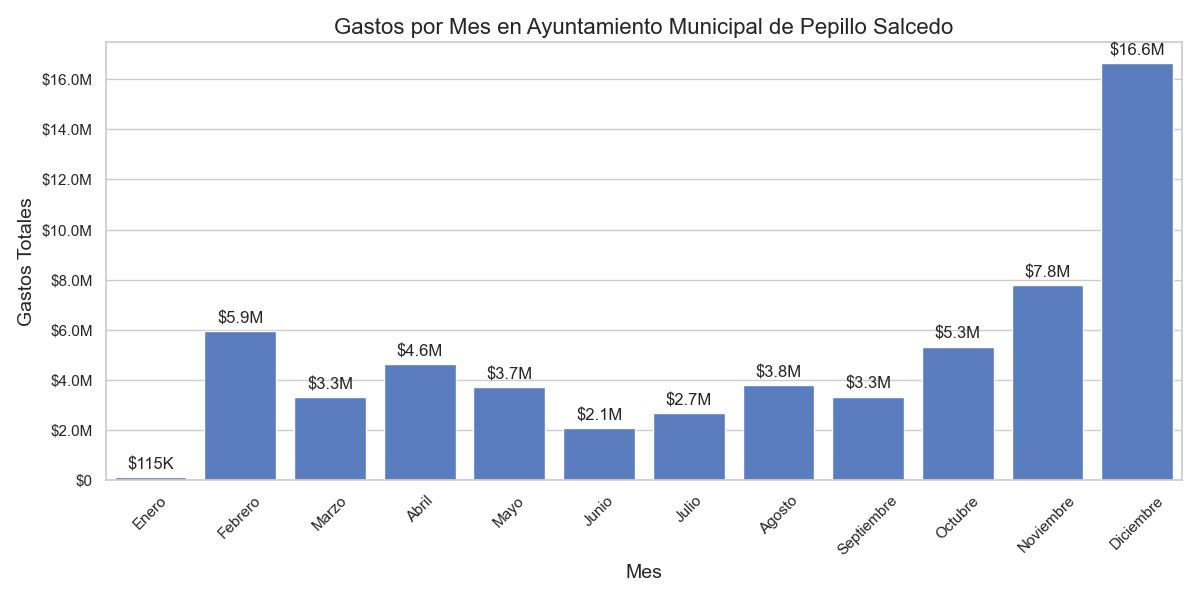 Gastos por Mes en Ayuntamiento Municipal de Pepillo Salcedo
Gastos Totales
$16.0M
$14.0M
$12.0M
$10.0M
$8.0M
$6.0M
$4.0M
$2.0M
$0
$115K
$5.9M
$3.3M
$4.6M
$3.7M
$2.1M
$2.7M
$3.8M
$3.3M
$5.3M
$7.8M
$16.6M
Enero
Febrero
Marzo
Abril
Mayo
Junio
Julio
Agosto
Septiembre
Octubre
Noviembre
Diciembre
Mes